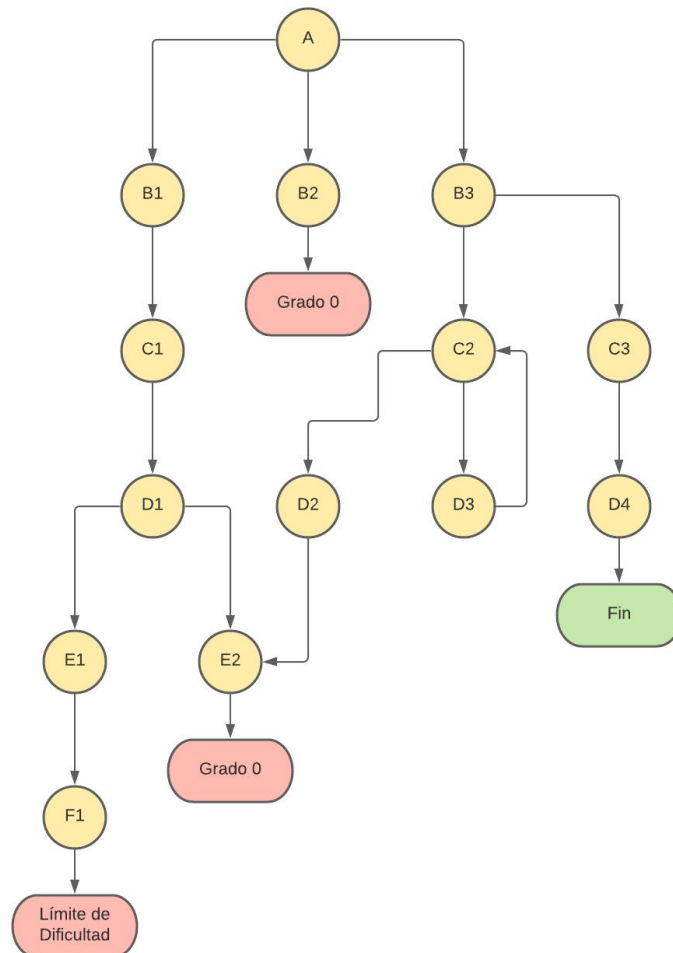 A
B1
B2
B3
Grado 0
C1
C2
C3
D1
D2
D3
D4
Fin
E1
E2
Grado 0
F1
Límite de
Dificultad